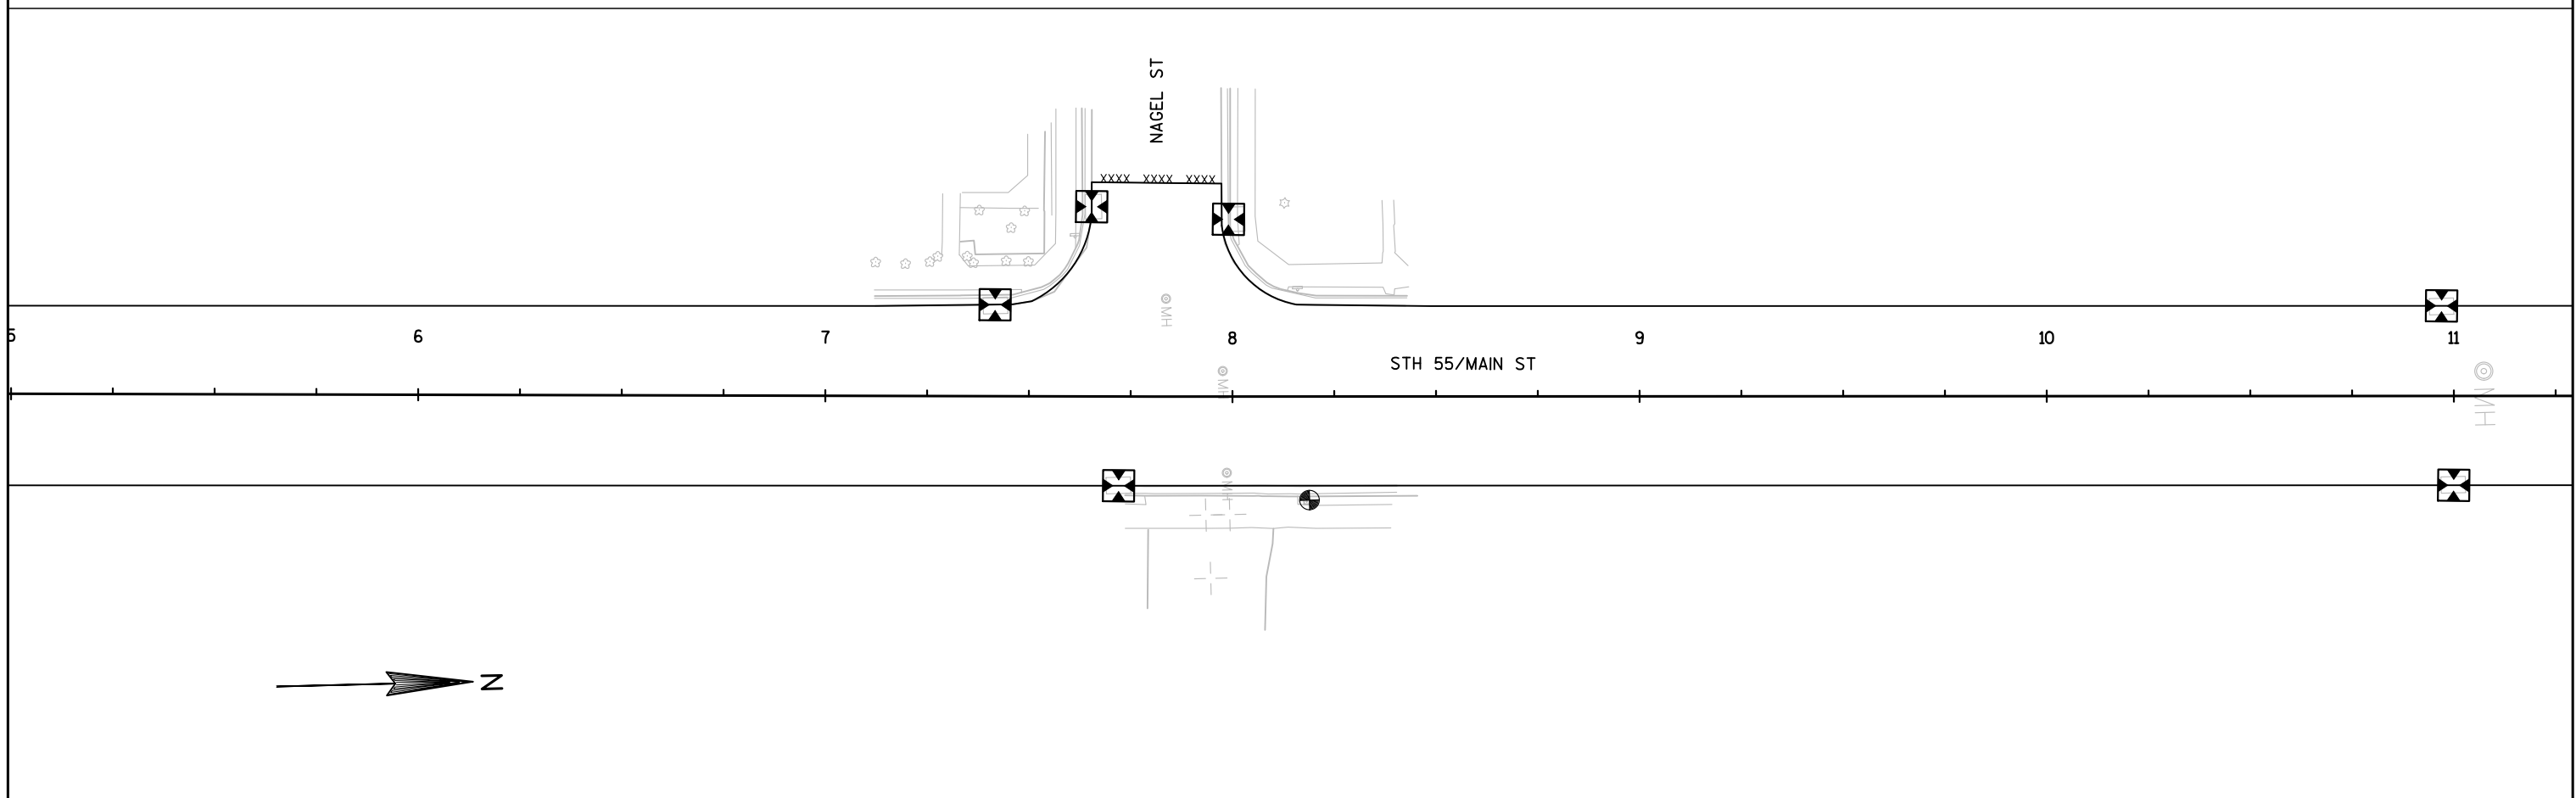 NAGEL ST
XXXX XXXX XXXX
MH
5 6 7 8 9 10 11
STH 55/MAIN ST
MH
MH
MH
N